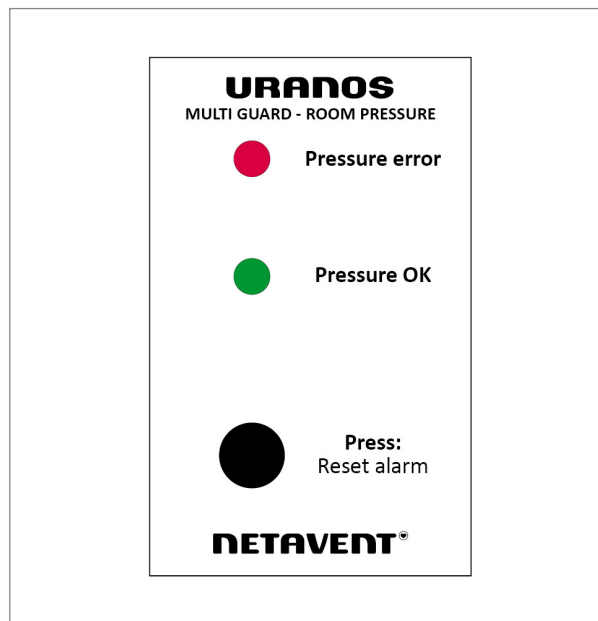 URANOS
MULTI GUARD - ROOM PRESSURE
Pressure error
Pressure OK
Press:
Reset alarm
NETAVENT